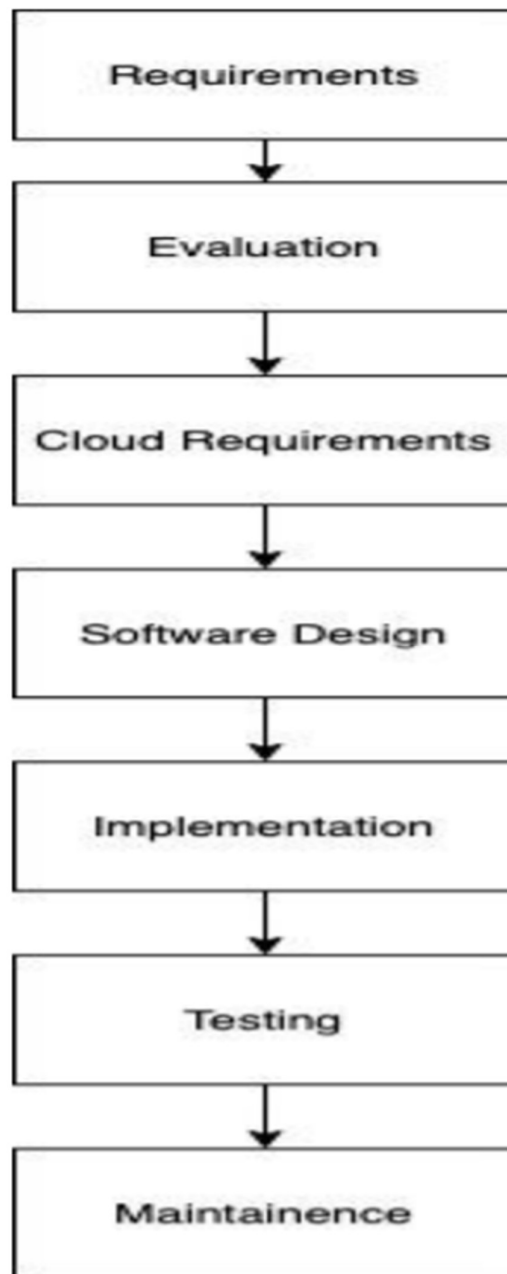 Requirements
Evaluation
Cloud Requirements
Software Design
Implementation
Testing
Maintainence